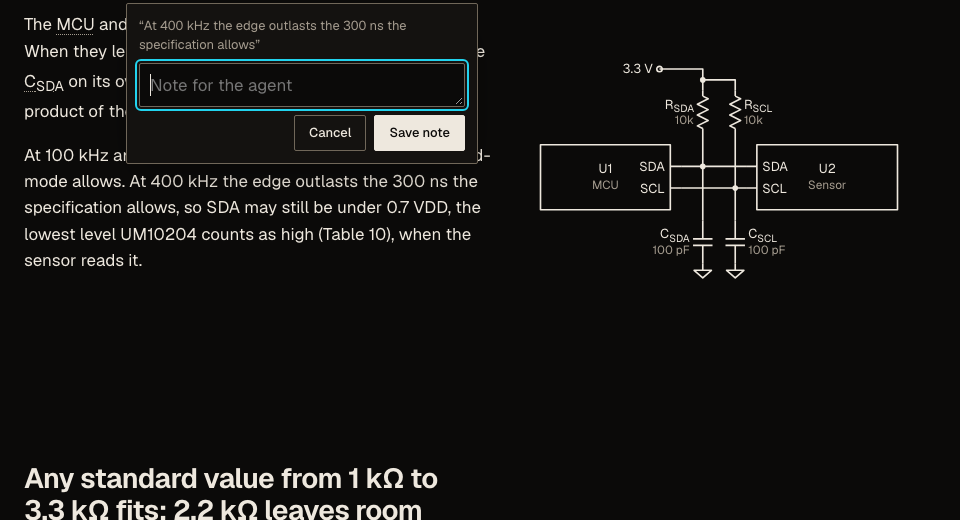 The MCU and
When they le
e
CSDA on its o
product of the
"At 400 kHz the edge outlasts the 300 ns the
specification allows"
Note for the agent
Cancel
Save note
At 100 kHz a
d-
mode allows. At 400 kHz the edge outlasts the 300 ns the
specification allows, so SDA may still be under 0.7 VDD, the
lowest level UM10204 counts as high (Table 10), when the
sensor reads it.
3.3 V
RSDA
10k
RSCL
10k
U1
MCU
SDA
SCL
SDA
SCL
U2
Sensor
CSDA
100 pF
CSCL
100 pF
Any standard value from 1 kΩ to
3.3 kΩ fits: 2.2 kΩ leaves room